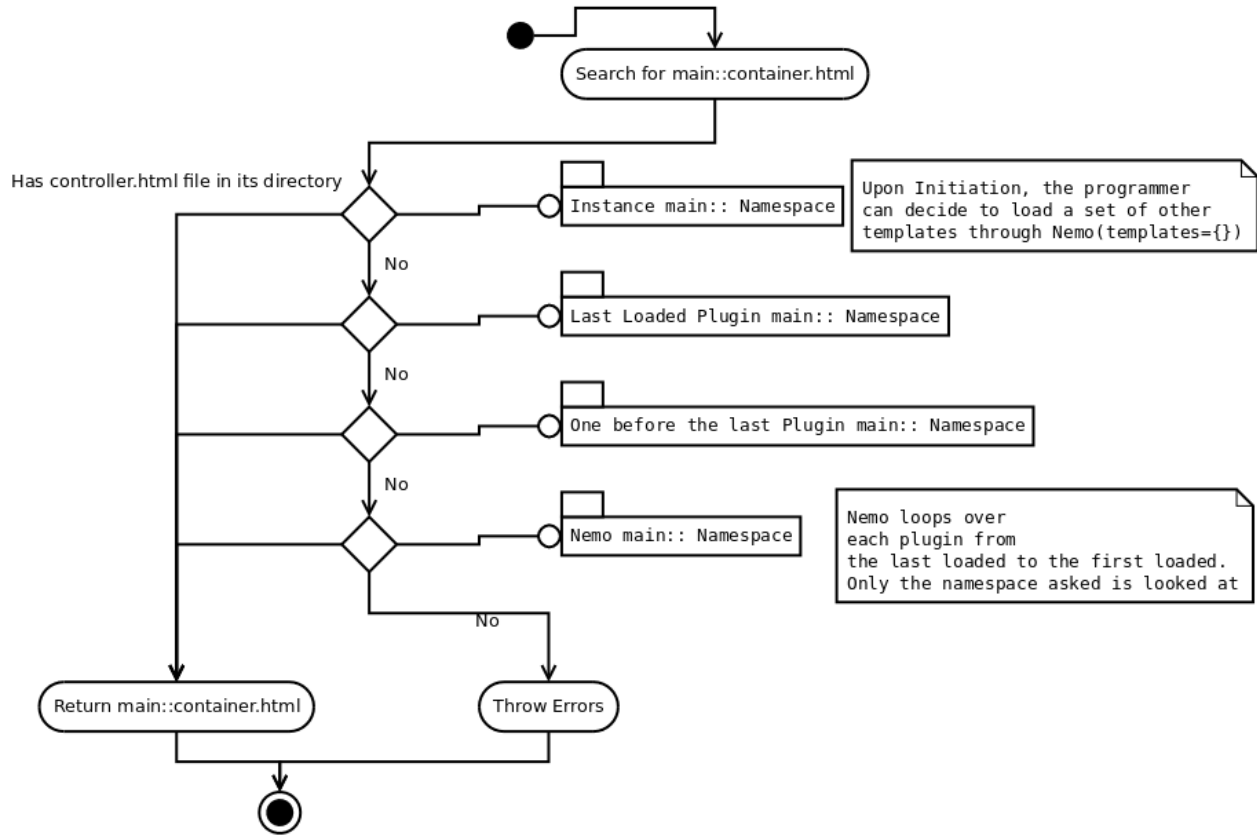 Search for main::container.html
Has controller.html file in its directory
Instance main:: Namespace
Upon Initiation, the programmer
can decide to load a set of other
templates through Nemo(templates={})
No
Last Loaded Plugin main:: Namespace
No
One before the last Plugin main:: Namespace
No
Nemo main:: Namespace
Nemo loops over
each plugin from
the last loaded to the first loaded.
Only the namespace asked is looked at
No
Return main::container.html
Throw Errors